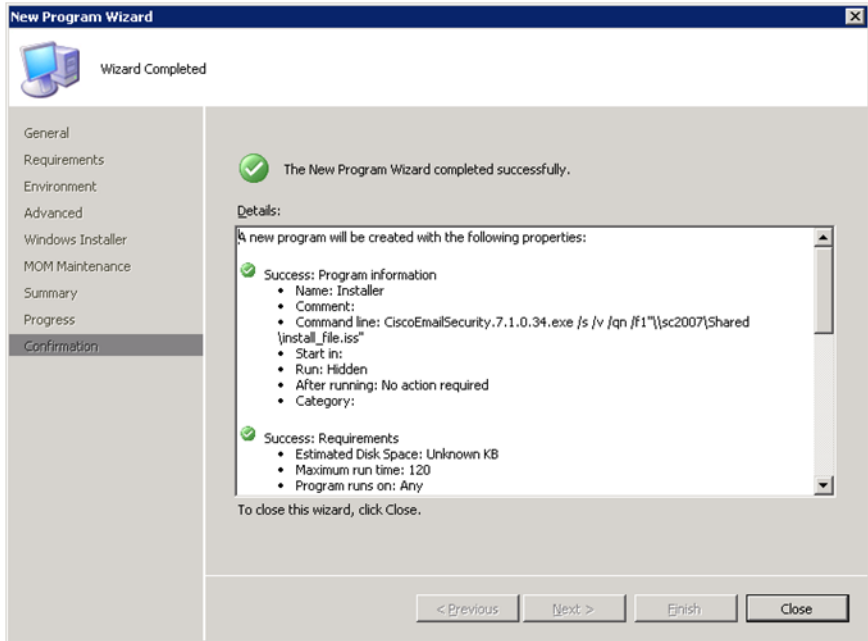 New Program Wizard
Wizard Completed
General
Requirements
Environment
Advanced
Windows Installer
MOM Maintenance
Summary
Progress
Confirmation
The New Program Wizard completed successfully.
Details:
A new program will be created with the following properties:
Success: Program information
• Name: Installer
• Comment:
• Command line: CiscoEmailSecurity.7.1.0.34.exe /s /v /qn /f1"\\sc2007\Shared
\install_file.iss"
• Start in:
• Run: Hidden
• After running: No action required
• Category:
Success: Requirements
• Estimated Disk Space: Unknown KB
• Maximum run time: 120
• Program runs on: Any
To close this wizard, click Close.
< Previous
Next >
Finish
Close